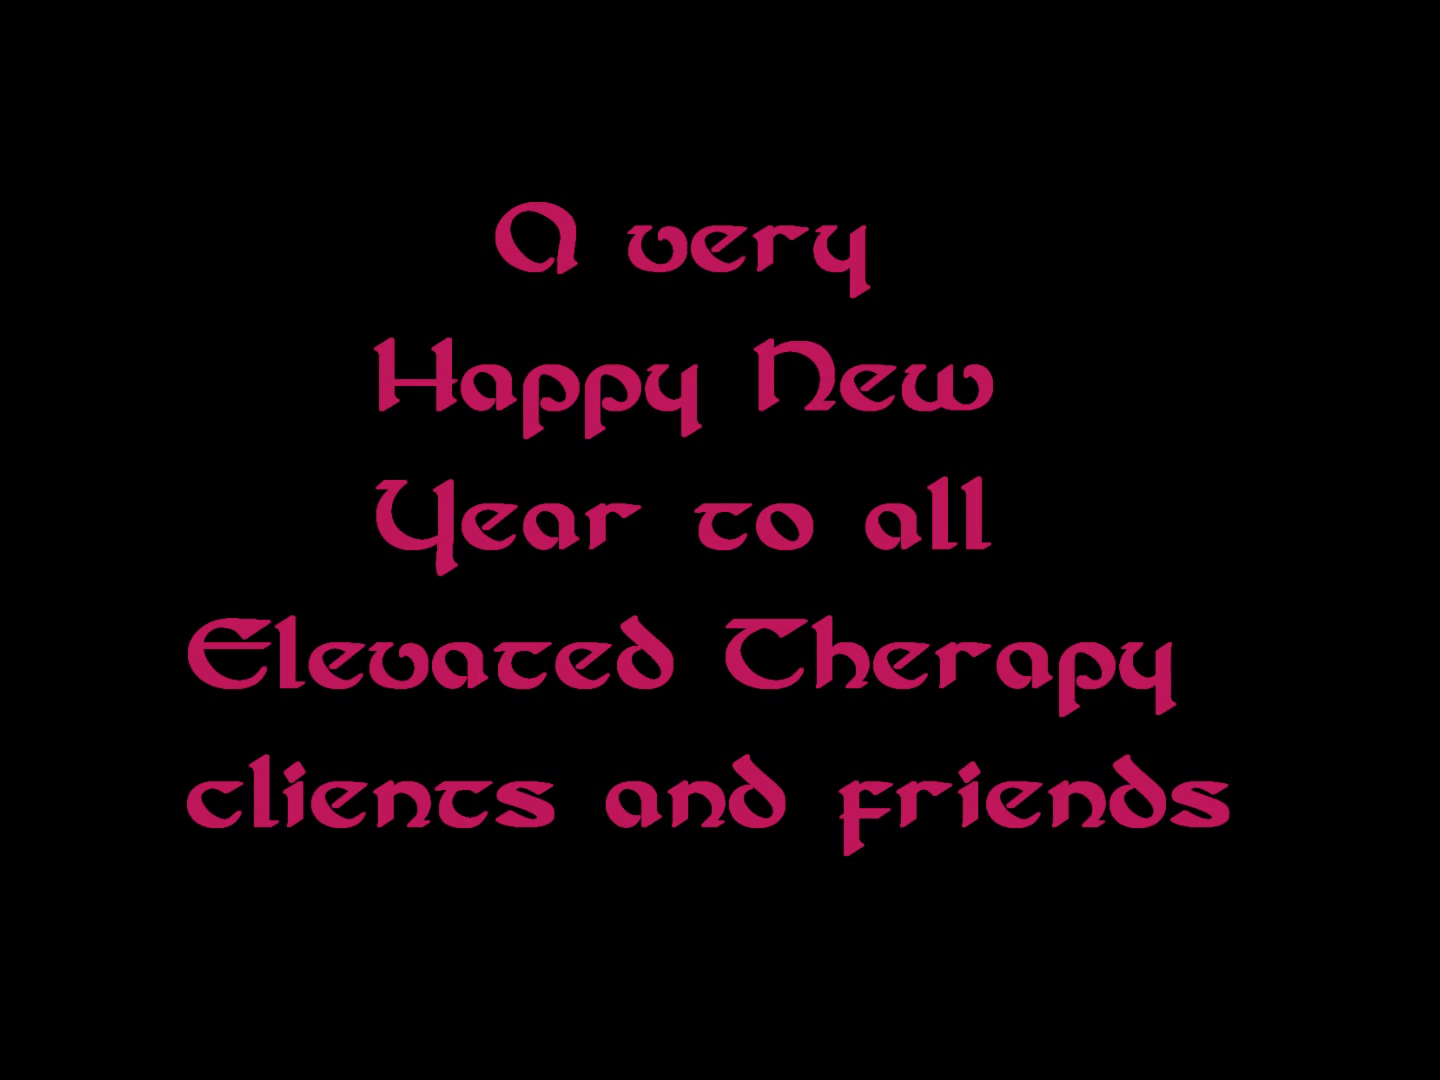 A very
Happy New
Year to all
Elevated Therapy
clients and friends